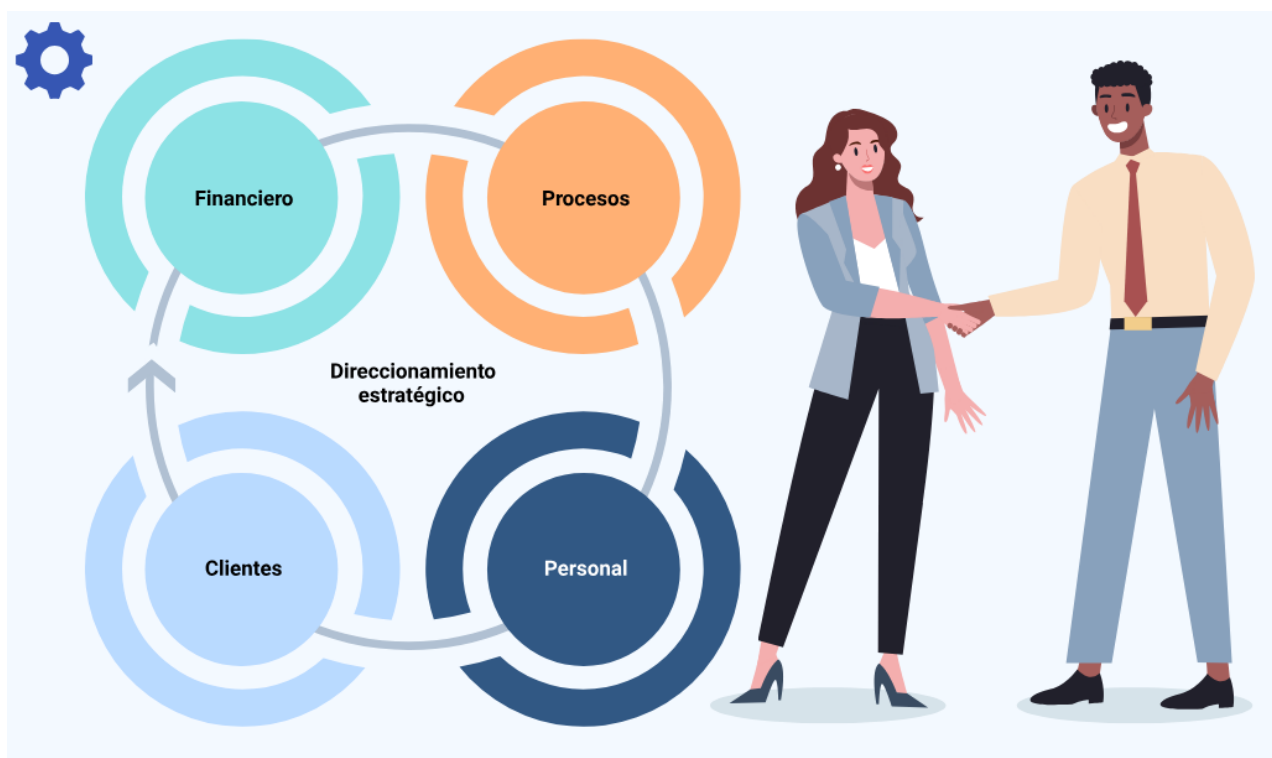 Financiero
Procesos
Direccionamiento
estratégico
Clientes
Personal